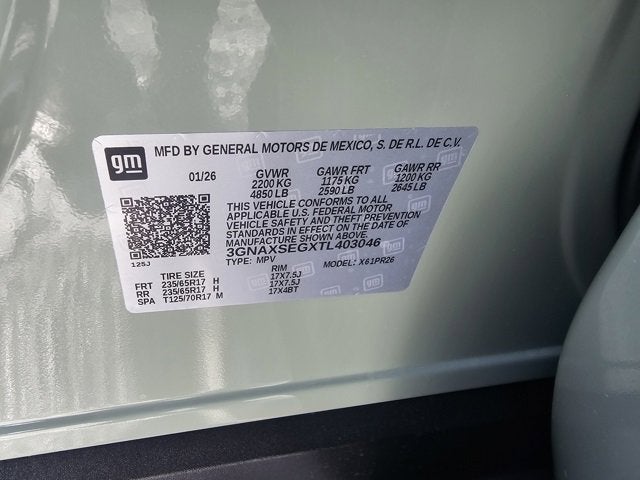 gm
MFD BY GENERAL MOTORS DE MEXICO, S. DE R.L. DE C.V.
01/26 GVWR GAWR FRT GAWR RR
2200 KG 1175 KG 1200 KG
4850 LB 2590 LB 2645 LB
THIS VEHICLE CONFORMS TO ALL
APPLICABLE U.S. FEDERAL MOTOR
VEHICLE SAFETY AND THEFT PREVENTION
STANDARDS IN EFFECT ON THE DATE OF
MANUFACTURE SHOWN ABOVE.
3GNAXSEGXTL403046
125J
TYPE: MPV MODEL: X61PR26
TIRE SIZE RIM
FRT 235/65R17 H 17X7.5J
RR 235/65R17 H 17X7.5J
SPA T125/70R17 M 17X4BT